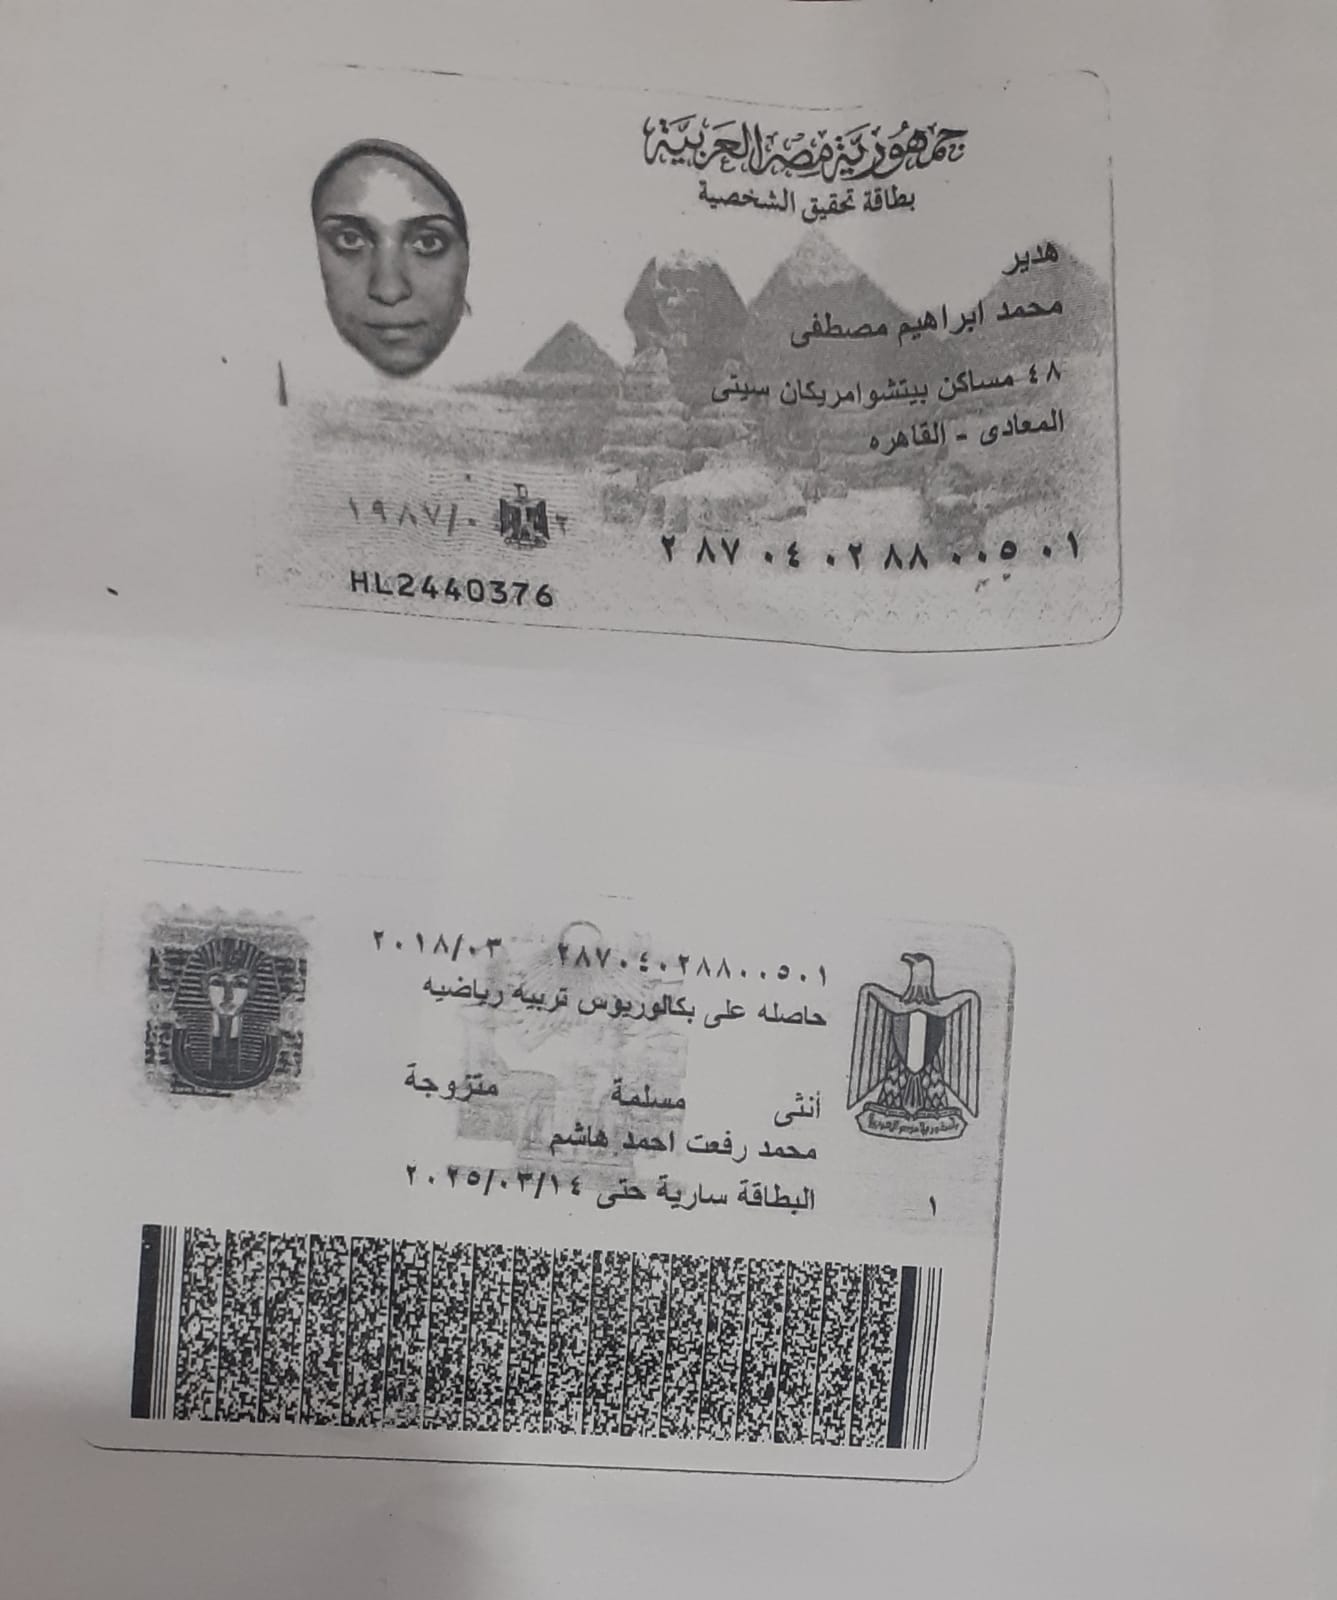 جمهورية مصر العربية
بطاقة تحقيق الشخصية
هدير
محمد ابراهيم مصطفى
٤٨ مساكن بيتشو امريكان سيتى
المعادى - القاهره
٢٨٧٠٤٠٢٨٨٠٠٥٠١
١٩٨٧/٠
HL2440376
٢٨٧٠٤٠٢٨٨٠٠٥٠١ ٢٠١٨/٠٣
حاصله على بكالوريوس تربيه رياضيه
أنثى مسلمة متزوجة
محمد رفعت احمد هاشم
البطاقة سارية حتى ٢٠٢٥/٠٣/١٤
١